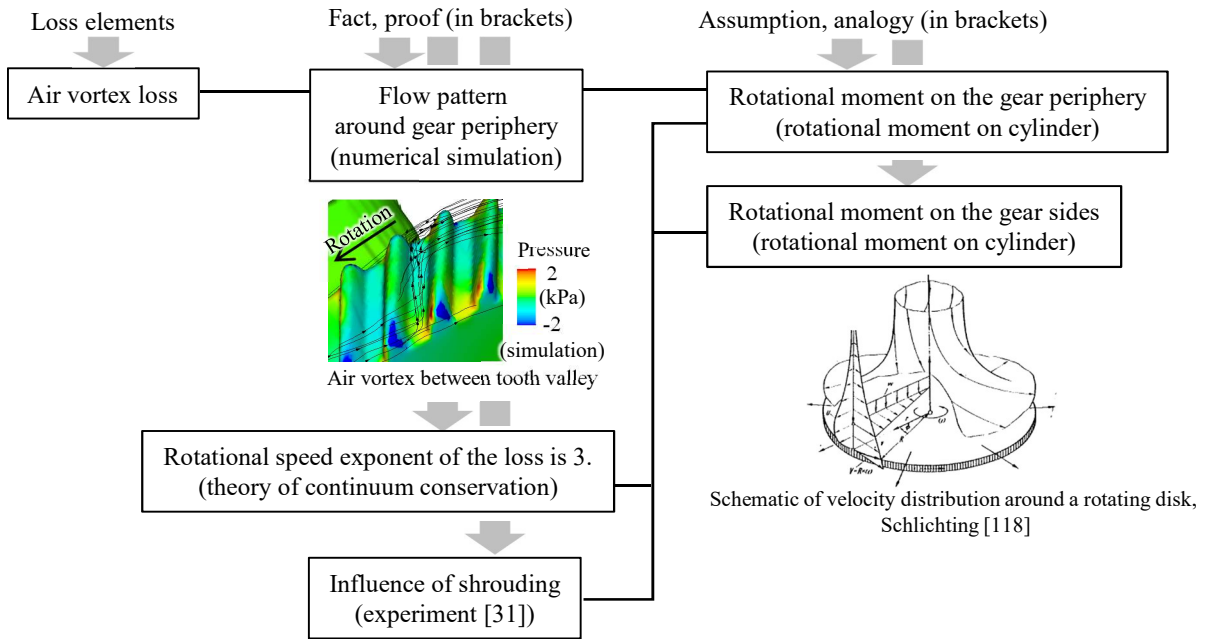 Loss elements
Fact, proof (in brackets)
Assumption, analogy (in brackets)
Air vortex loss
Flow pattern
around gear periphery
(numerical simulation)
Rotational moment on the gear periphery
(rotational moment on cylinder)
Rotational moment on the gear sides
(rotational moment on cylinder)
Rotation
Pressure
2
(kPa)
-2
(simulation)
Air vortex between tooth valley
Rotational speed exponent of the loss is 3.
(theory of continuum conservation)
Influence of shrouding
(experiment [31])
Schematic of velocity distribution around a rotating disk,
Schlichting [118]